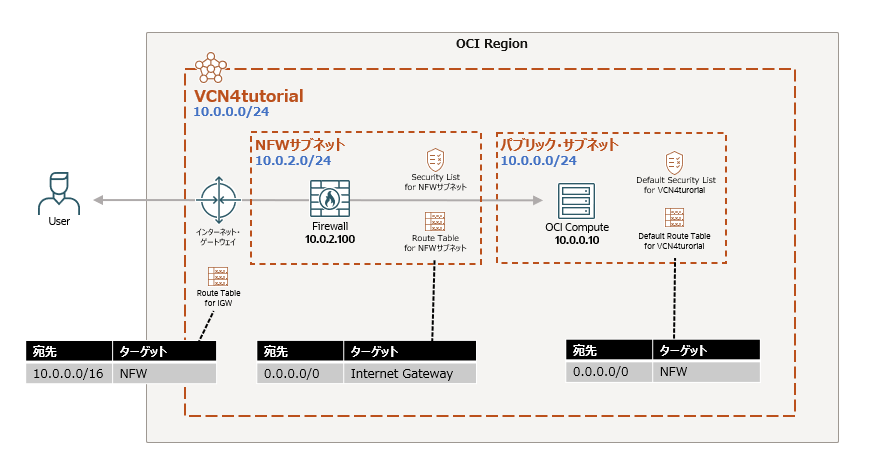 OCI Region
VCN4tutorial
10.0.0.0/24
NFWサブネット
10.0.2.0/24
Security List
for NFWサブネット
Firewall
10.0.2.100
Route Table
for NFWサブネット
パブリック・サブネット
10.0.0.0/24
Default Security List
for VCN4turorial
OCI Compute
10.0.0.10
Default Route Table
for VCN4turorial
User
インターネット・
ゲートウェイ
Route Table
for IGW
宛先 ターゲット
10.0.0.0/16 NFW
宛先 ターゲット
0.0.0.0/0 Internet Gateway
宛先 ターゲット
0.0.0.0/0 NFW